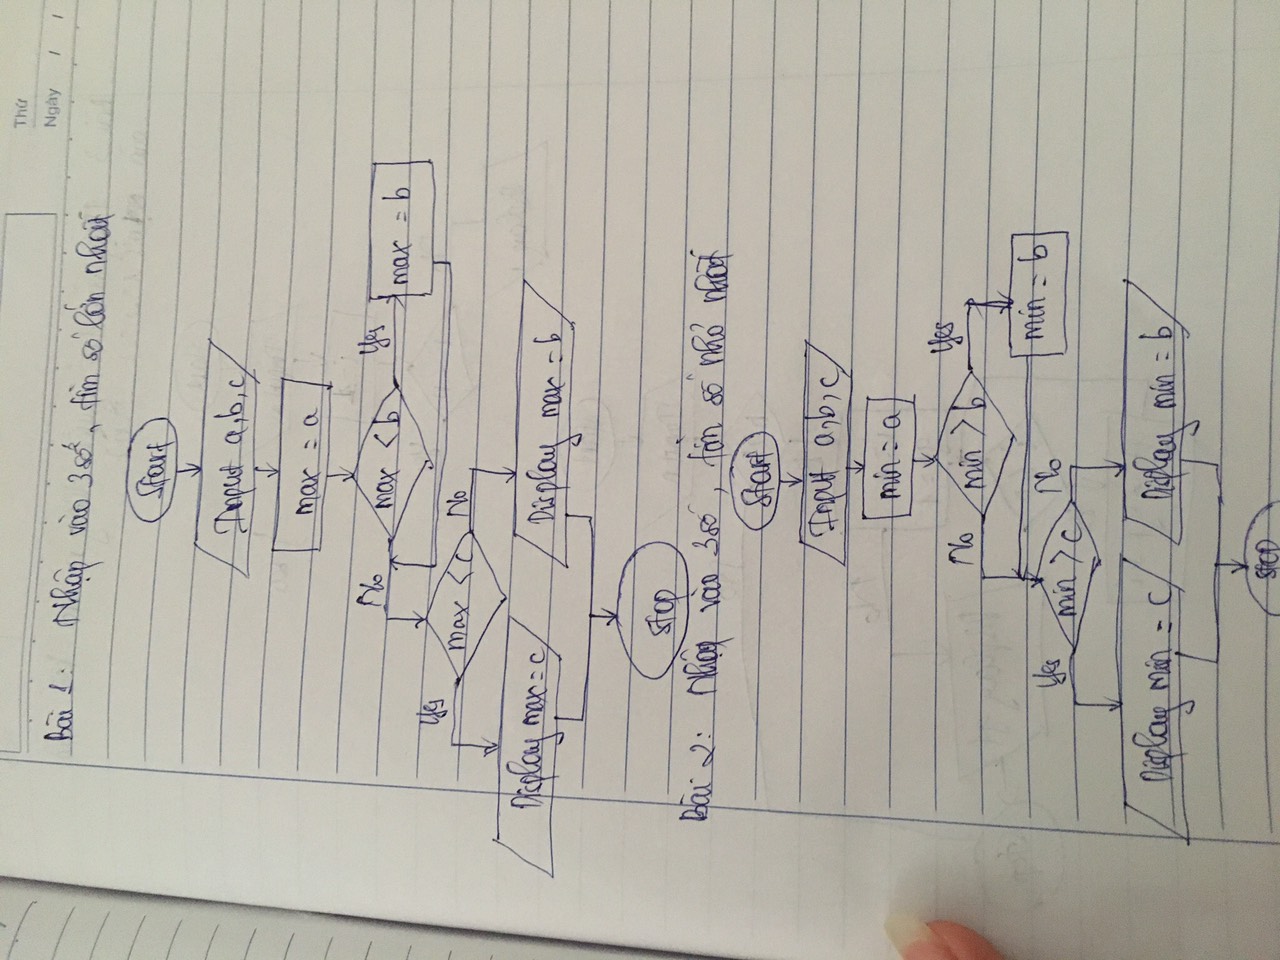 Thứ
Ngày / /
Bài 1: Nhập vào 3 số, tìm số lớn nhất
Start
Input a,b,c
max = a
max < b
Yes
max = b
No
max < c
No
Yes
Display max = b
Display max = c
Stop
Bài 2: Nhập vào 3 số, tìm số nhỏ nhất
Start
Input a,b,c
min = a
min > b
Yes
min = b
No
min > c
No
Yes
Display min = b
Display min = c
Stop